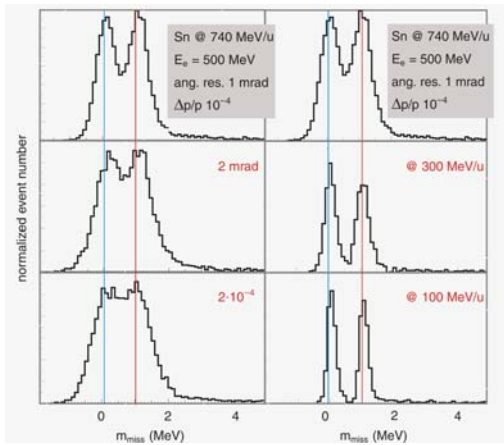 normalized event number
Sn @ 740 MeV/u
Eₑ = 500 MeV
ang. res. 1 mrad
Δp/p 10⁻⁴
Sn @ 740 MeV/u
Eₑ = 500 MeV
ang. res. 1 mrad
Δp/p 10⁻⁴
2 mrad
@ 300 MeV/u
2·10⁻⁴
@ 100 MeV/u
0 2 4 0 2 4
m_miss (MeV) m_miss (MeV)